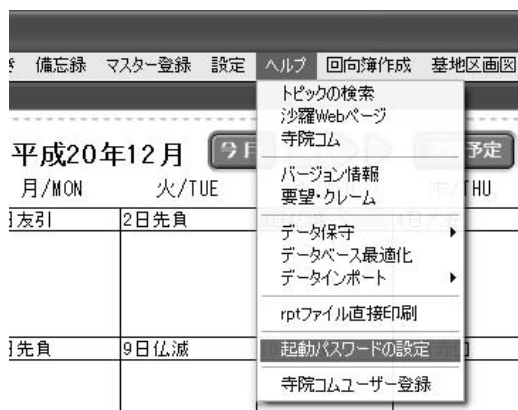 備忘録 マスター登録 設定 ヘルプ 回向簿作成 墓地区画図
トピックの検索
沙羅Webページ
寺院コム
バージョン情報
要望・クレーム
データ保守
データベース最適化
データインポート
rptファイル直接印刷
起動パスワードの設定
寺院コムユーザー登録
平成20年12月 今月 予定
月/MON 火/TUE THU
友引 2日先負
先負 9日仏滅